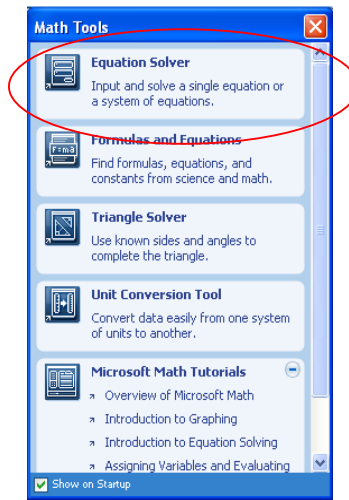 Math Tools
Equation Solver
Input and solve a single equation or
a system of equations.
Formulas and Equations
F=ma
Find formulas, equations, and
constants from science and math.
Triangle Solver
Use known sides and angles to
complete the triangle.
Unit Conversion Tool
Convert data easily from one system
of units to another.
Microsoft Math Tutorials
Overview of Microsoft Math
Introduction to Graphing
Introduction to Equation Solving
Assigning Variables and Evaluating
Show on Startup